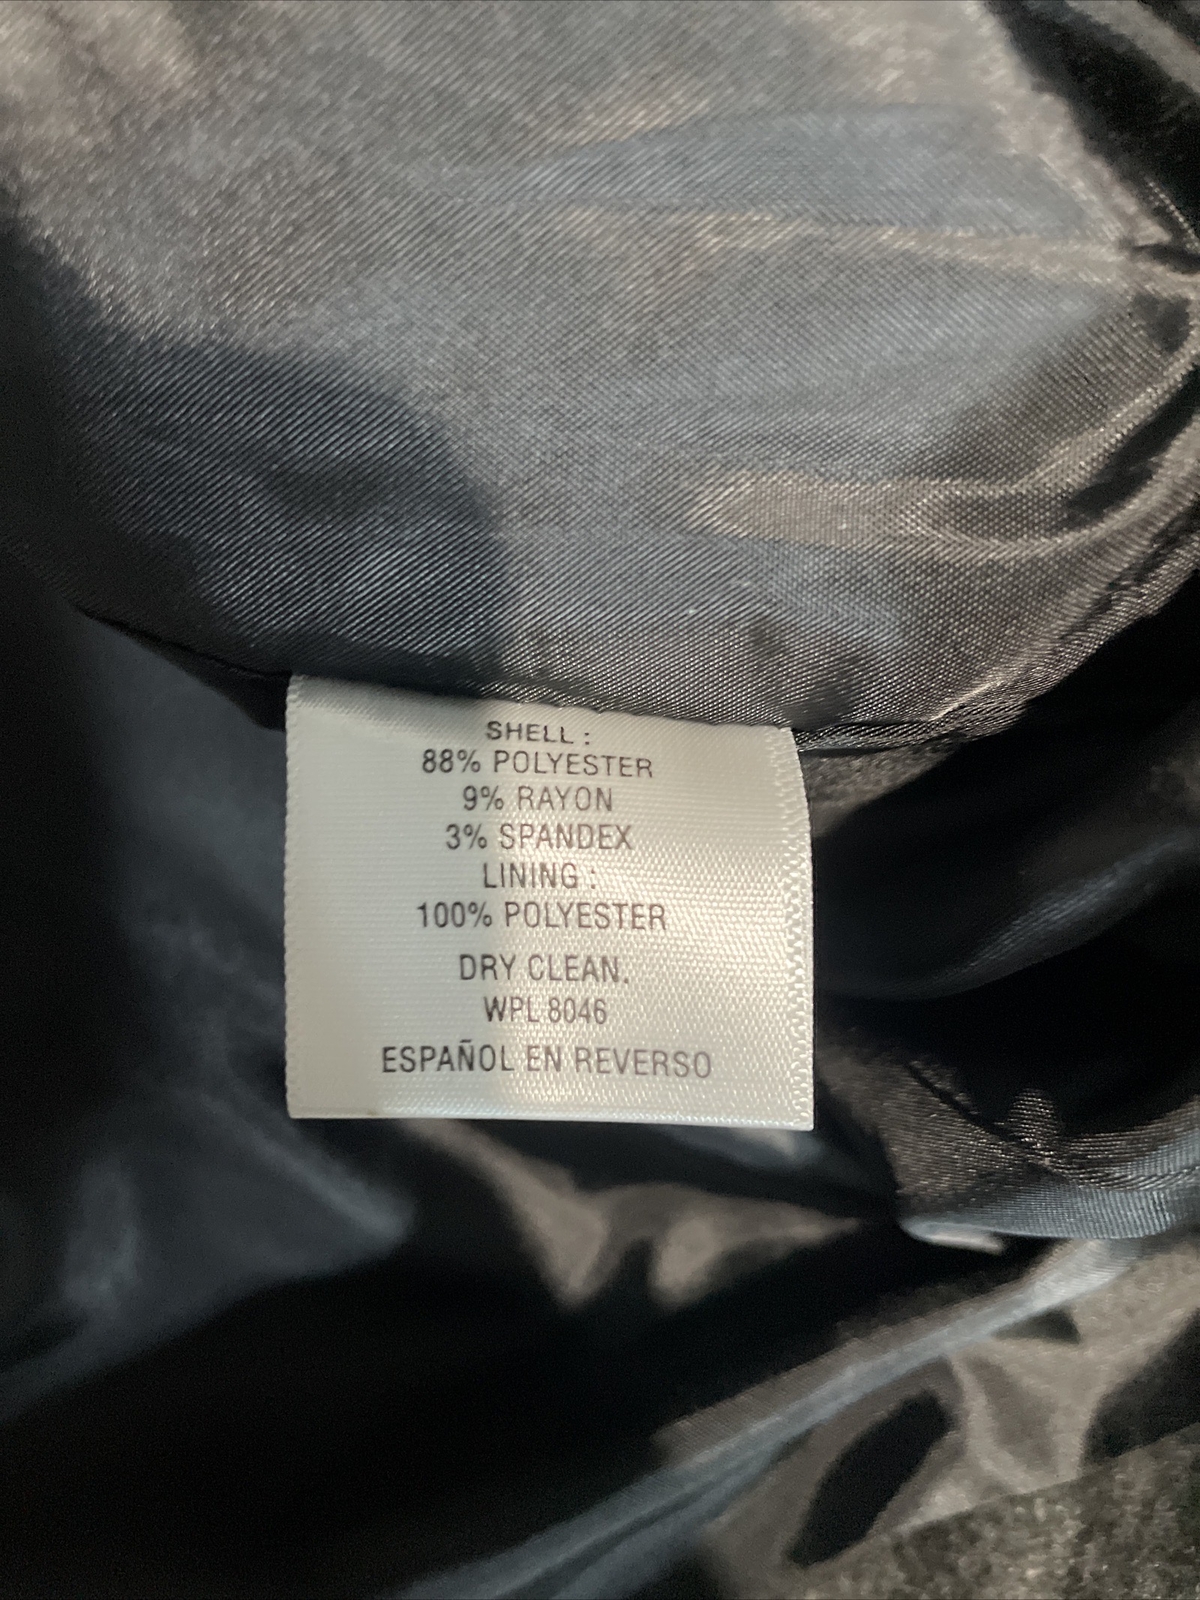 SHELL :
88% POLYESTER
9% RAYON
3% SPANDEX
LINING :
100% POLYESTER
DRY CLEAN.
WPL 8046
ESPAÑOL EN REVERSO